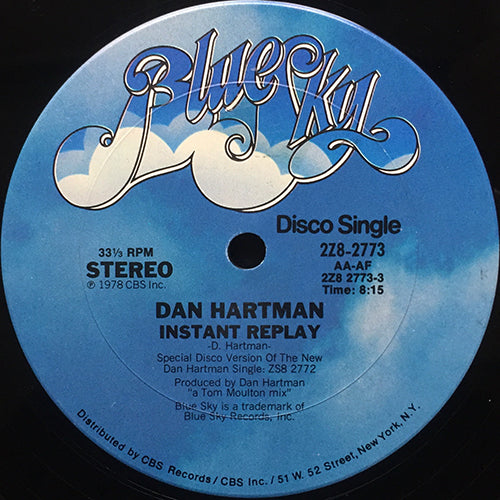 Blue Sky
Disco Single
33⅓ RPM
STEREO
℗ 1978 CBS Inc.
2Z8-2773
AA-AF
2Z8 2773-3
Time: 8:15
DAN HARTMAN
INSTANT REPLAY
-D. Hartman-
Special Disco Version Of The New
Dan Hartman Single: ZS8 2772
Produced by Dan Hartman
"a Tom Moulton mix"
Blue Sky is a trademark of
Blue Sky Records, Inc.
Distributed by CBS Records / CBS Inc. / 51 W. 52 Street, New York, N.Y.